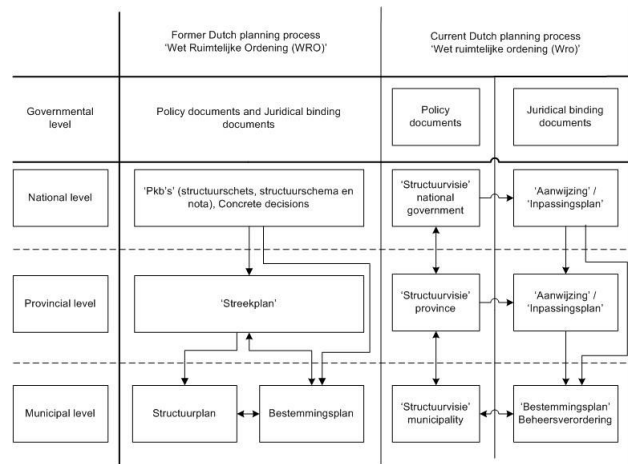 Former Dutch planning process
‘Wet Ruimtelijke Ordening (WRO)’
Current Dutch planning process
‘Wet ruimtelijke ordening (Wro)’
Governmental
level
Policy documents and Juridical binding
documents
Policy
documents
Juridical binding
documents
National level
‘Pkb’s’ (structuurschets, structuurschema en
nota), Concrete decisions
‘Structuurvisie’
national
government
‘Aanwijzing’ /
‘Inpassingsplan’
Provincial level
‘Streekplan’
‘Structuurvisie’
province
‘Aanwijzing’ /
‘Inpassingsplan’
Municipal level
Structuurplan
Bestemmingsplan
‘Structuurvisie’
municipality
‘Bestemmingsplan’
Beheersverordering